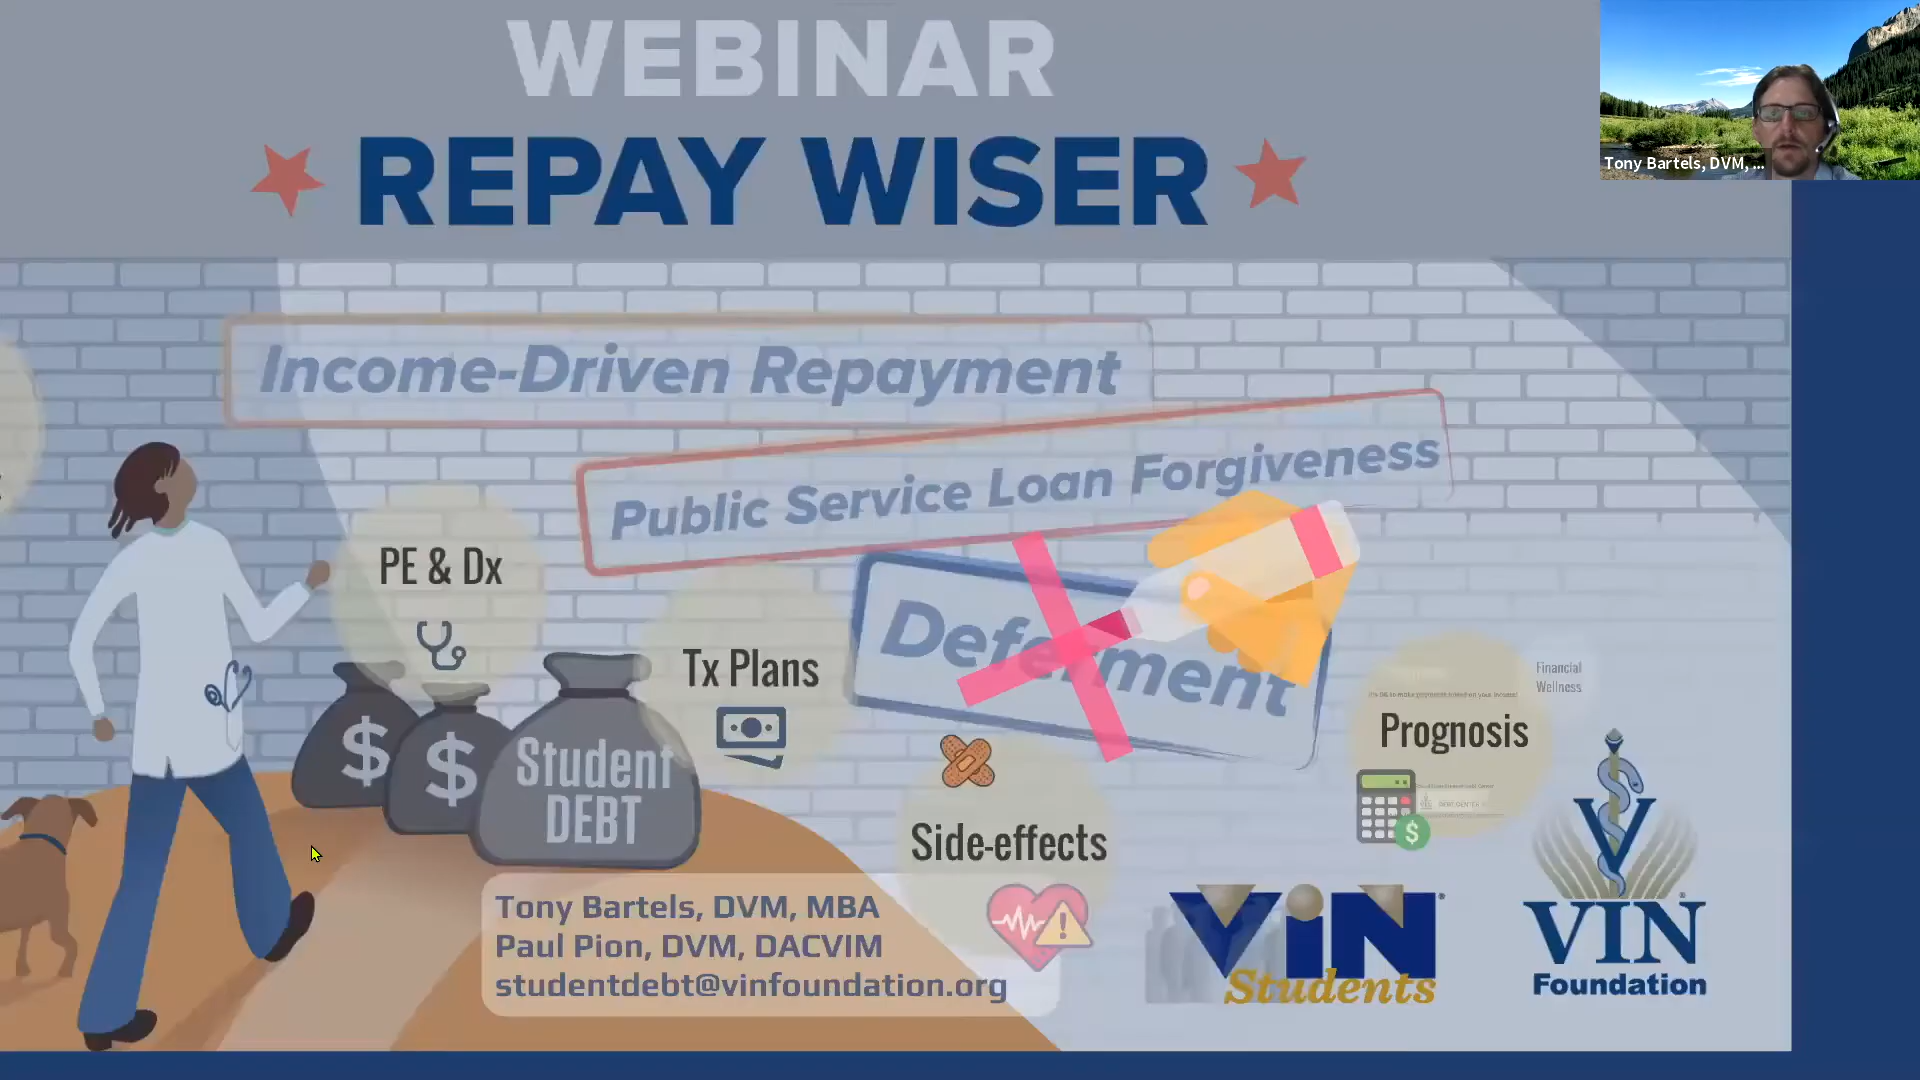 WEBINAR
REPAY WISER
Tony Bartels, DVM, ...
Income-Driven Repayment
Public Service Loan Forgiveness
PE & Dx
Deferment
Tx Plans
Financial
Wellness
Prognosis
$
$
Student
DEBT
$
Side-effects
Tony Bartels, DVM, MBA
Paul Pion, DVM, DACVIM
studentdebt@vinfoundation.org
ViN
Students
V
VIN
Foundation